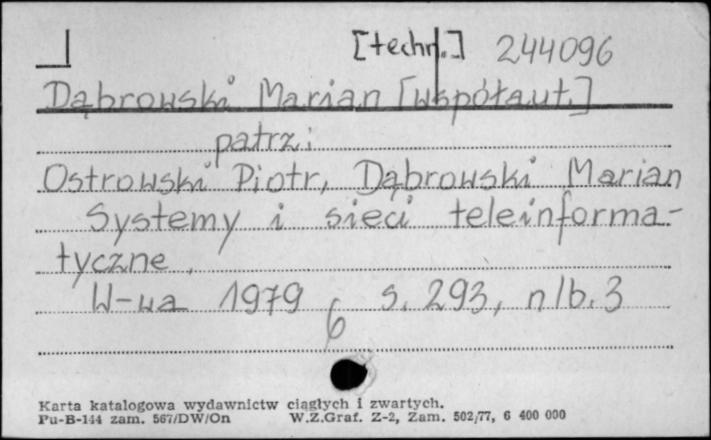 [techn.] 244096
Dąbrowski Marian [współaut.]
patrz:
Ostrowski Piotr, Dąbrowski Marian
Systemy i sieci teleinforma-
tyczne.
W-wa 1979 s. 293, nlb. 3
6
Karta katalogowa wydawnictw ciągłych i zwartych.
Pu-B-144 zam. 567/DW/On W.Z.Graf. Z-2, Zam. 502/77, 6 400 000